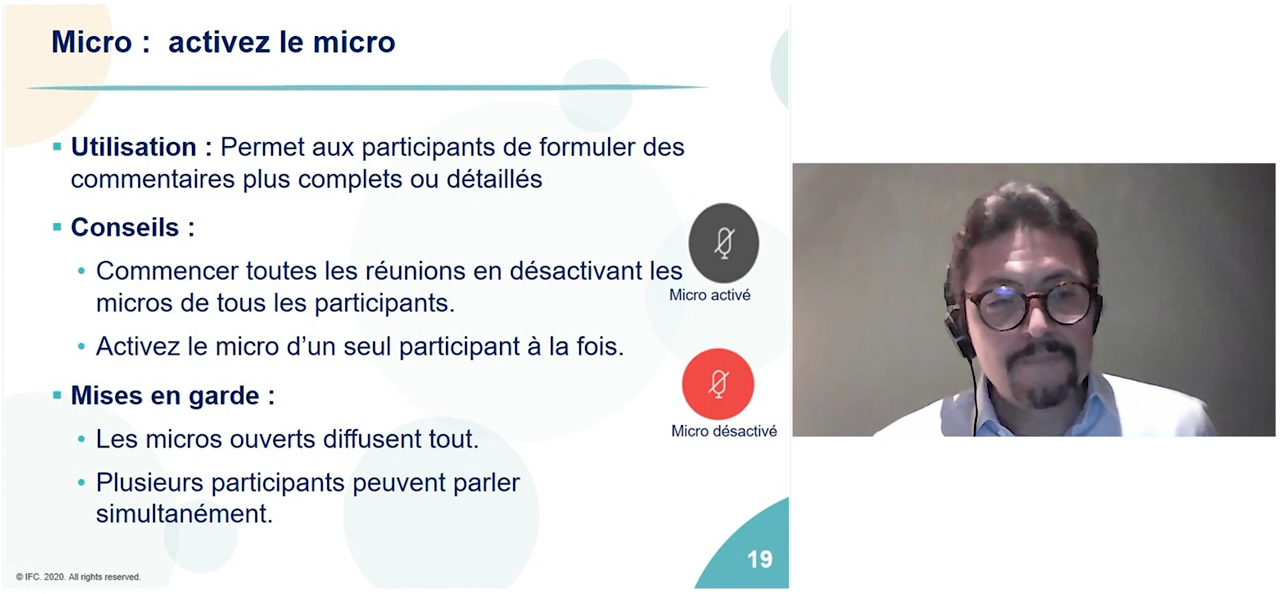 Micro :  activez le micro
Utilisation : Permet aux participants de formuler des
commentaires plus complets ou détaillés
Conseils :
Commencer toutes les réunions en désactivant les
micros de tous les participants.
Micro activé
Activez le micro d’un seul participant à la fois.
Mises en garde :
Micro désactivé
Les micros ouverts diffusent tout.
Plusieurs participants peuvent parler
simultanément.
19
© IFC. 2020. All rights reserved.